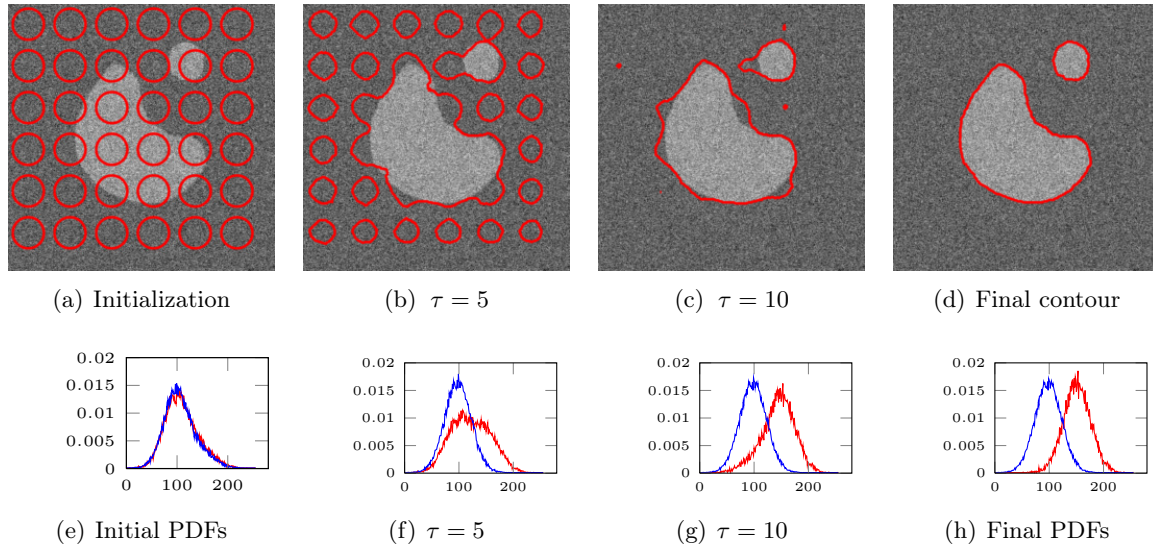 (a) Initialization
(b) τ = 5
(c) τ = 10
(d) Final contour
0.02
0.015
0.01
0.005
0
0 100 200
0.02
0.015
0.01
0.005
0
0 100 200
0.02
0.015
0.01
0.005
0
0 100 200
0.02
0.015
0.01
0.005
0
0 100 200
(e) Initial PDFs
(f) τ = 5
(g) τ = 10
(h) Final PDFs